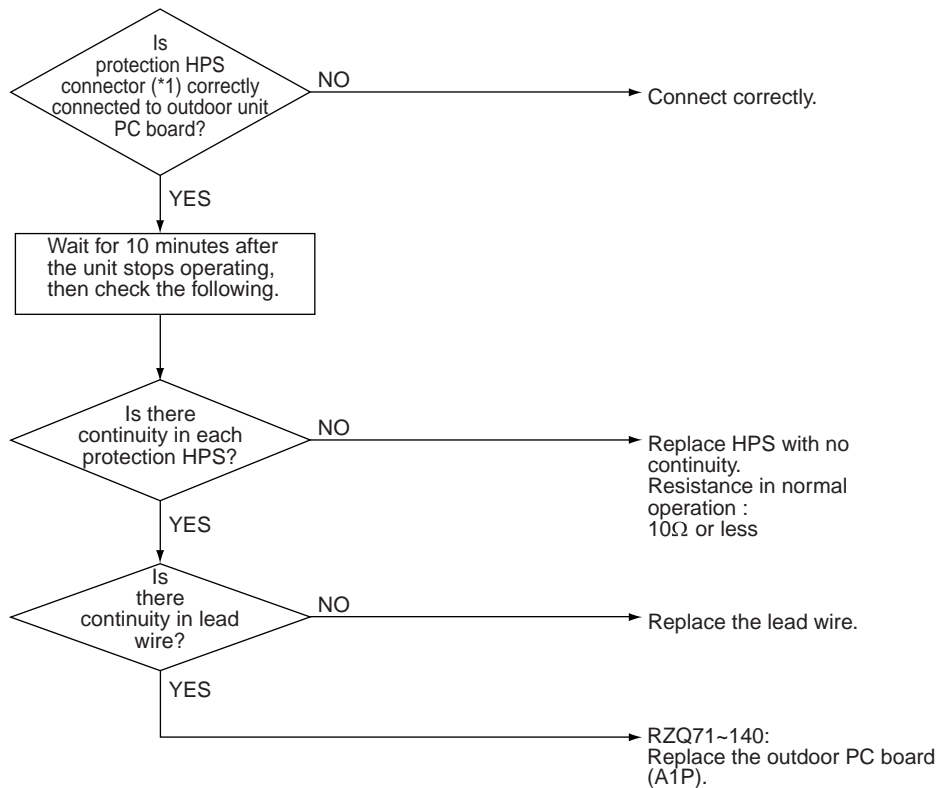 Is
protection HPS
connector (*1) correctly
connected to outdoor unit
PC board?
NO
Connect correctly.
YES
Wait for 10 minutes after
the unit stops operating,
then check the following.
Is there
continuity in each
protection HPS?
NO
Replace HPS with no
continuity.
Resistance in normal
operation :
10Ω or less
YES
Is
there
continuity in lead
wire?
NO
Replace the lead wire.
YES
RZQ71~140:
Replace the outdoor PC board
(A1P).